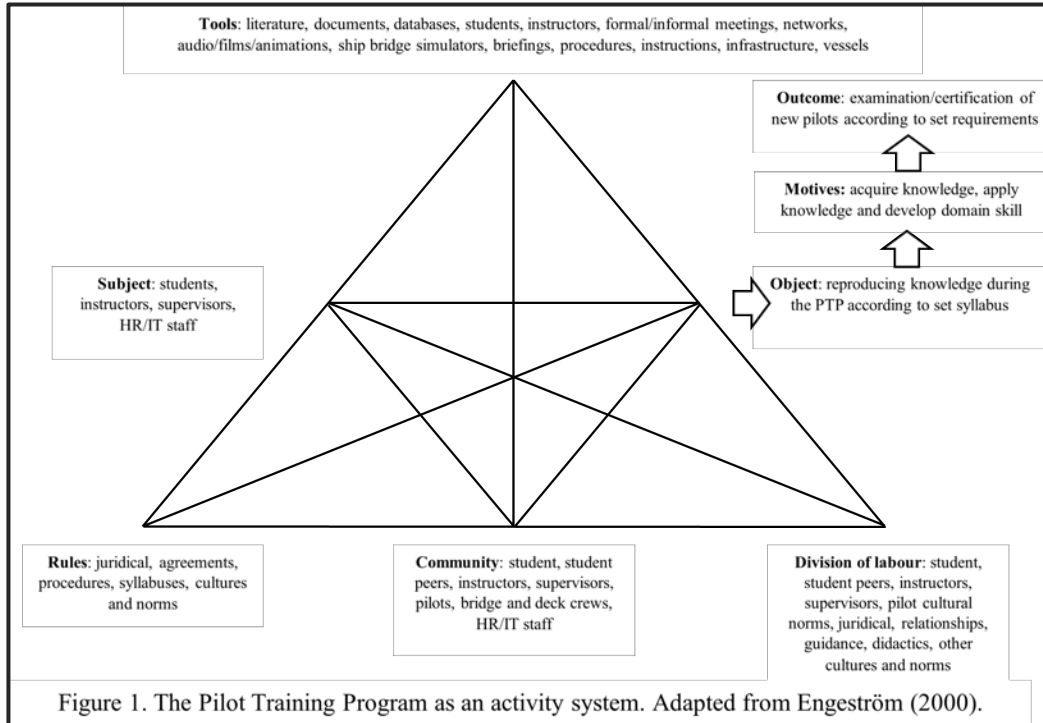 Tools: literature, documents, databases, students, instructors, formal/informal meetings, networks,
audio/films/animations, ship bridge simulators, briefings, procedures, instructions, infrastructure, vessels
Outcome: examination/certification of
new pilots according to set requirements
Motives: acquire knowledge, apply
knowledge and develop domain skill
Subject: students,
instructors, supervisors,
HR/IT staff
Object: reproducing knowledge during
the PTP according to set syllabus
Rules: juridical, agreements,
procedures, syllabuses, cultures
and norms
Community: student, student
peers, instructors, supervisors,
pilots, bridge and deck crews,
HR/IT staff
Division of labour: student,
student peers, instructors,
supervisors, pilot cultural
norms, juridical, relationships,
guidance, didactics, other
cultures and norms
Figure 1. The Pilot Training Program as an activity system. Adapted from Engeström (2000).